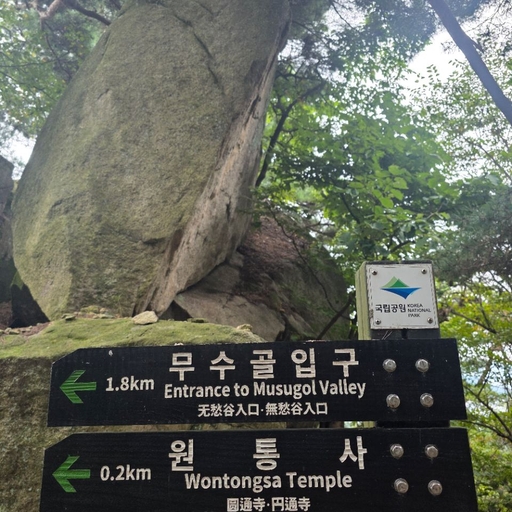 국립공원 KOREA NATIONAL PARK
무수골입구
1.8km Entrance to Musugol Valley
无愁谷入口·無愁谷入口
원통사
0.2km Wontongsa Temple
圓通寺·円通寺